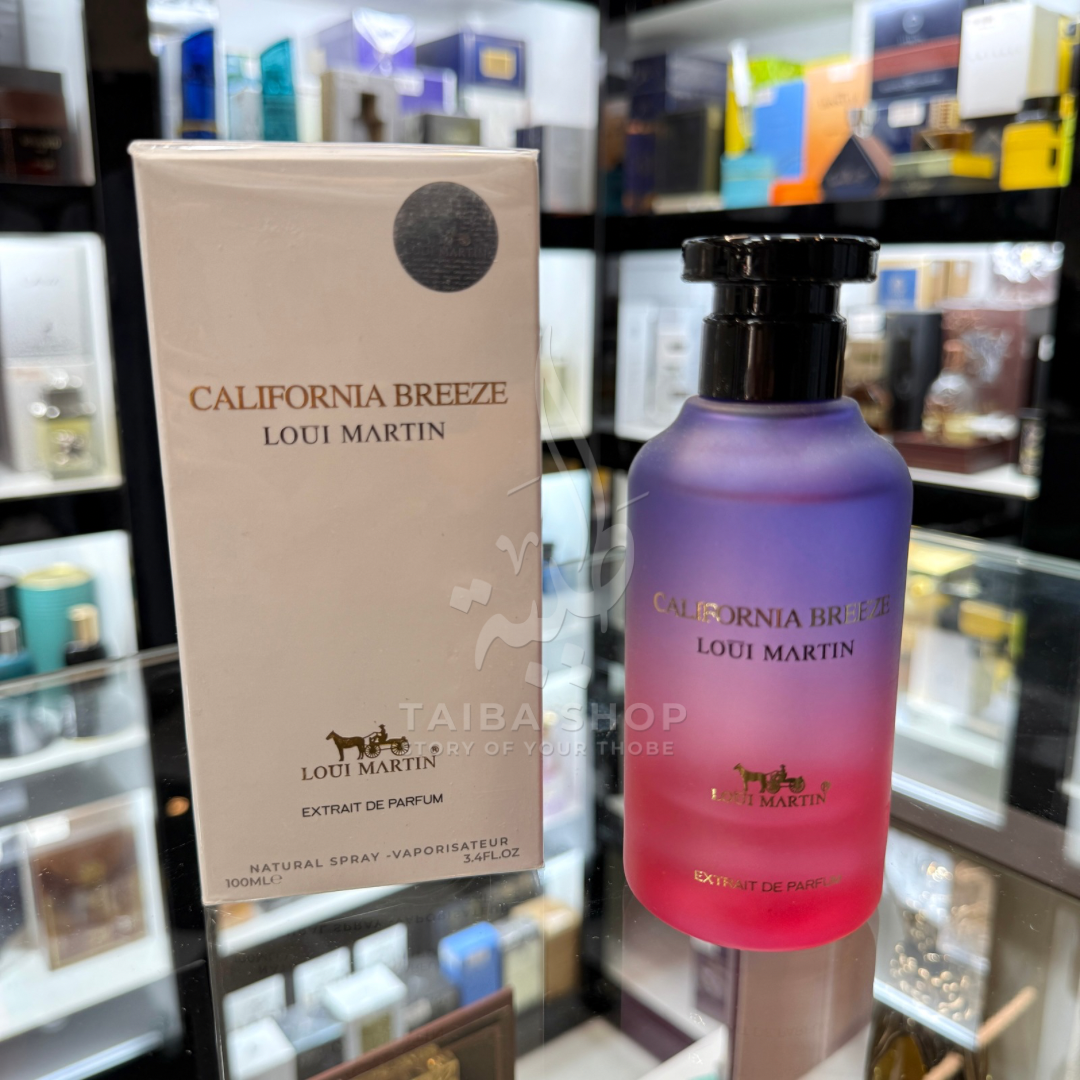 CALIFORNIA BREEZE
LOUI MARTIN
LOUI MARTIN®
EXTRAIT DE PARFUM
NATURAL SPRAY -VAPORISATEUR
100ML℮ 3.4FL.OZ
CALIFORNIA BREEZE
LOUI MARTIN
LOUI MARTIN®
EXTRAIT DE PARFUM
طيبة
TAIBA SHOP
STORY OF YOUR THOBE